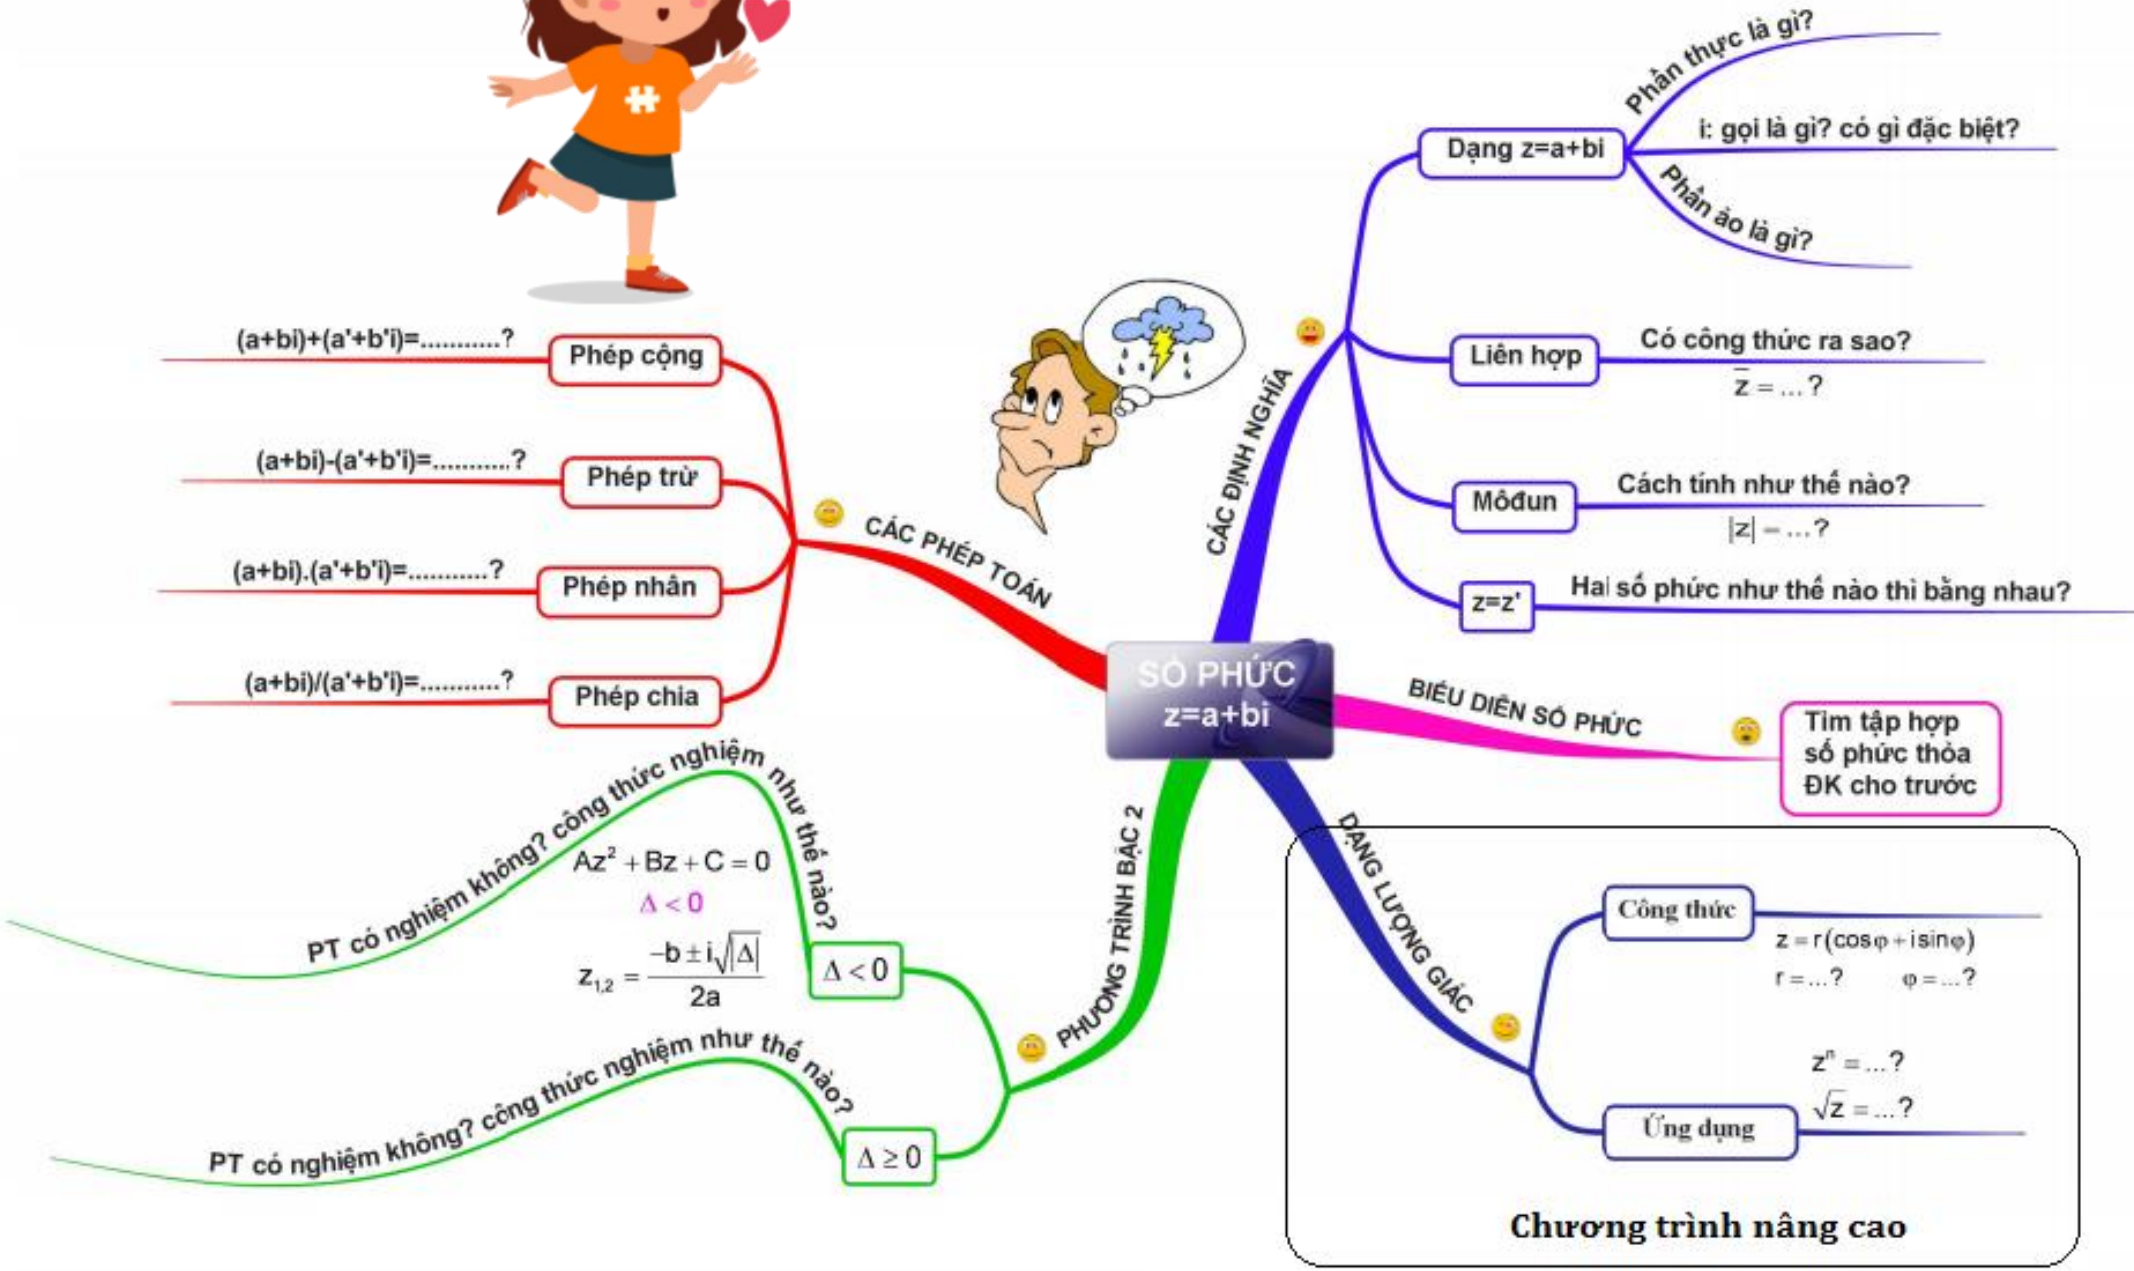 SỐ PHỨC
z=a+bi
CÁC ĐỊNH NGHĨA
Dạng z=a+bi
Phần thực là gì?
i: gọi là gì? có gì đặc biệt?
Phần ảo là gì?
Liên hợp
Có công thức ra sao?
z̅ = ...?
Môđun
Cách tính như thế nào?
|z| = ...?
z=z'
Hai số phức như thế nào thì bằng nhau?
BIỂU DIỄN SỐ PHỨC
Tìm tập hợp
số phức thỏa
ĐK cho trước
DẠNG LƯỢNG GIÁC
Công thức
z = r(cosφ + isinφ)
r = ...? φ = ...?
Ứng dụng
zⁿ = ...?
√z = ...?
Chương trình nâng cao
PHƯƠNG TRÌNH BẬC 2
Δ < 0
PT có nghiệm không? công thức nghiệm như thế nào?
Az² + Bz + C = 0
Δ < 0
z₁,₂ = (-b ± i√|Δ|)/2a
Δ ≥ 0
PT có nghiệm không? công thức nghiệm như thế nào?
CÁC PHÉP TOÁN
Phép cộng
(a+bi)+(a'+b'i)=...........?
Phép trừ
(a+bi)-(a'+b'i)=...........?
Phép nhân
(a+bi).(a'+b'i)=...........?
Phép chia
(a+bi)/(a'+b'i)=...........?